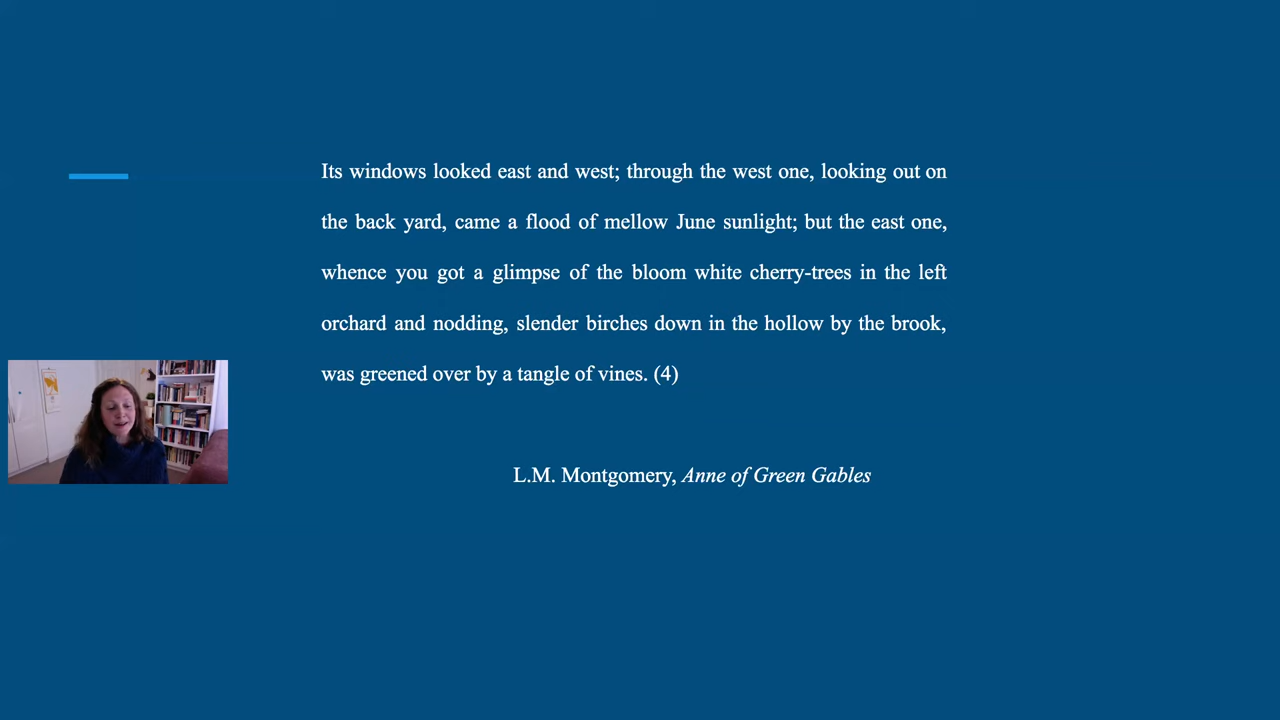 Its windows looked east and west; through the west one, looking out on
the back yard, came a flood of mellow June sunlight; but the east one,
whence you got a glimpse of the bloom white cherry-trees in the left
orchard and nodding, slender birches down in the hollow by the brook,
was greened over by a tangle of vines. (4)
L.M. Montgomery, Anne of Green Gables